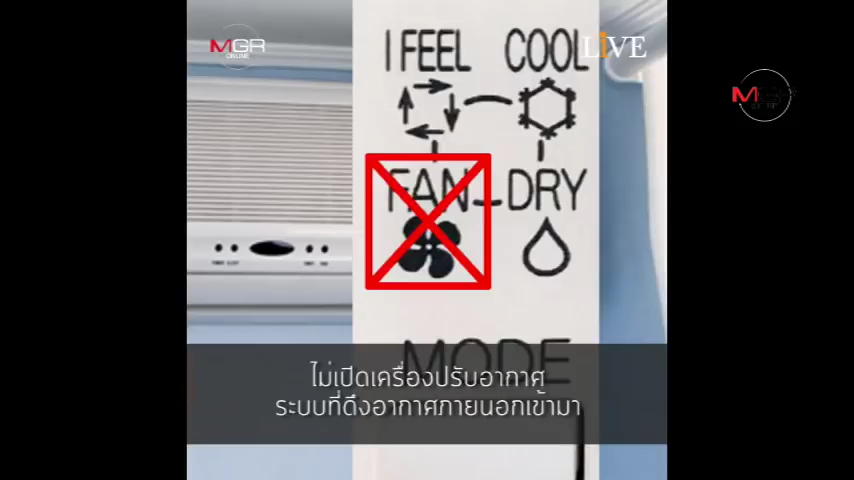 MGR
ONLINE
LiVE
I FEEL COOL
FAN DRY
MODE
ไม่เปิดเครื่องปรับอากาศ
ระบบที่ดึงอากาศภายนอกเข้ามา